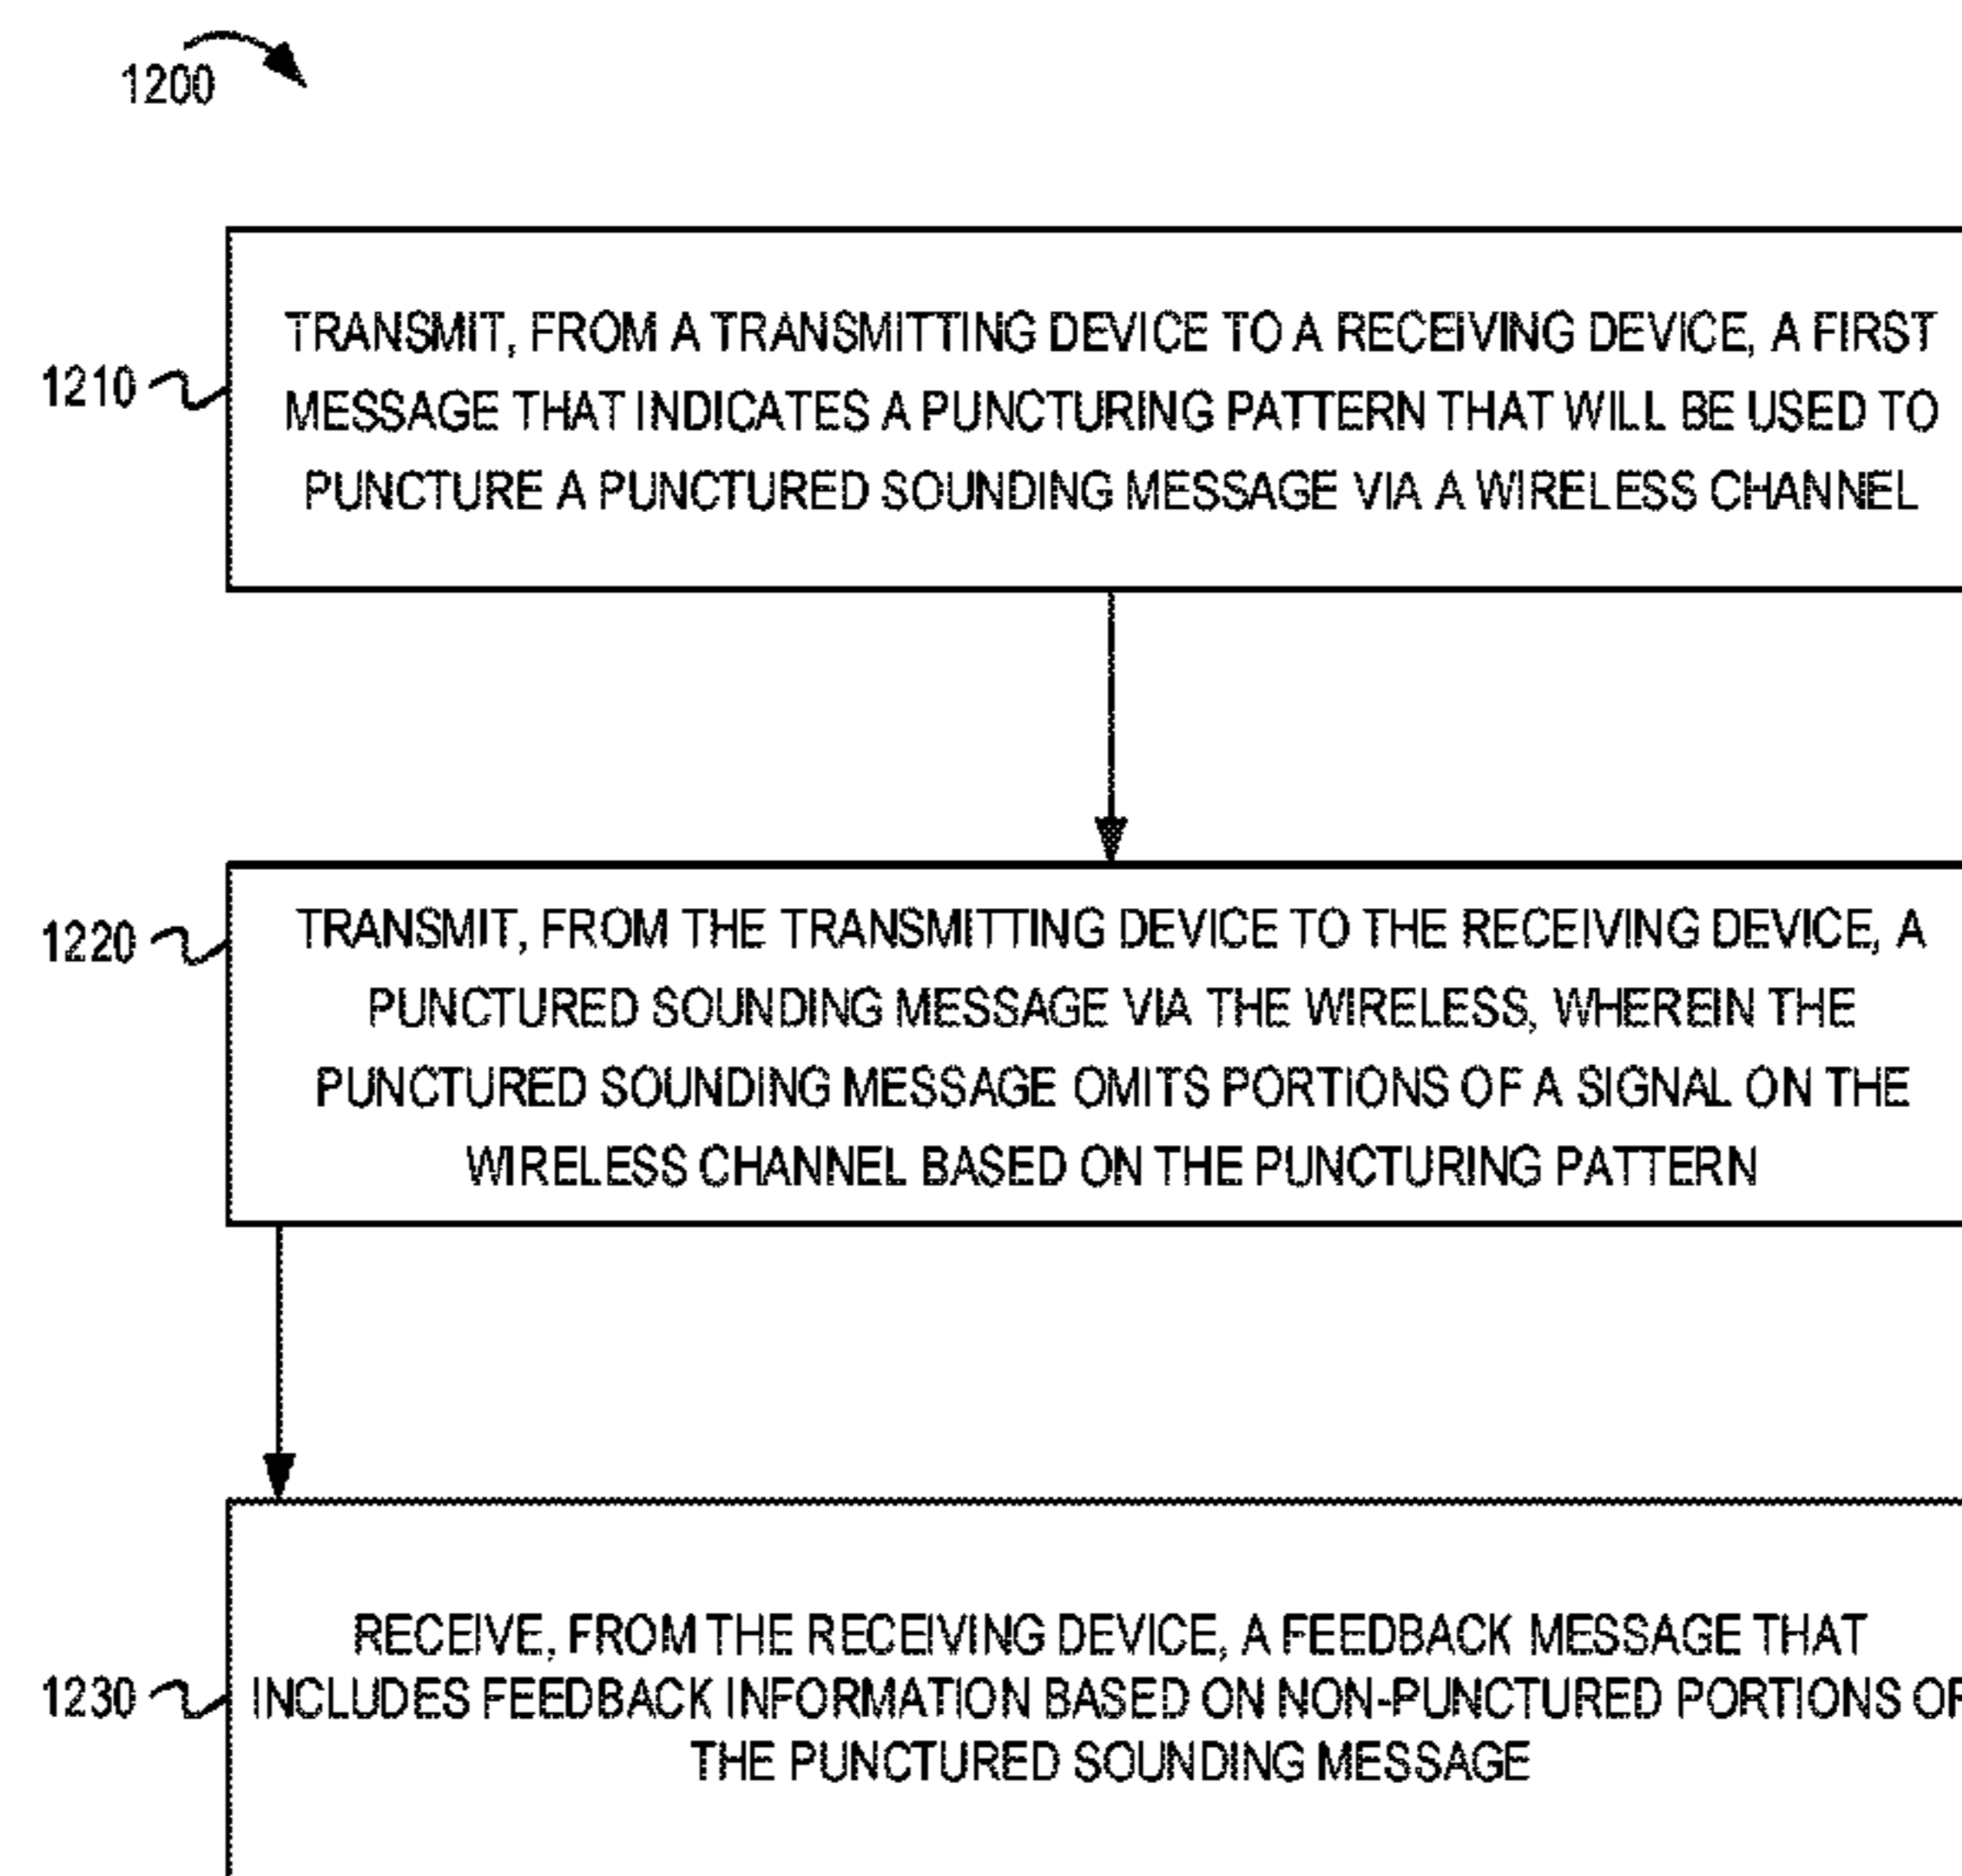 1200
1210
TRANSMIT, FROM A TRANSMITTING DEVICE TO A RECEIVING DEVICE, A FIRST
MESSAGE THAT INDICATES A PUNCTURING PATTERN THAT WILL BE USED TO
PUNCTURE A PUNCTURED SOUNDING MESSAGE VIA A WIRELESS CHANNEL
1220
TRANSMIT, FROM THE TRANSMITTING DEVICE TO THE RECEIVING DEVICE, A
PUNCTURED SOUNDING MESSAGE VIA THE WIRELESS, WHEREIN THE
PUNCTURED SOUNDING MESSAGE OMITS PORTIONS OF A SIGNAL ON THE
WIRELESS CHANNEL BASED ON THE PUNCTURING PATTERN
1230
RECEIVE, FROM THE RECEIVING DEVICE, A FEEDBACK MESSAGE THAT
INCLUDES FEEDBACK INFORMATION BASED ON NON-PUNCTURED PORTIONS OF
THE PUNCTURED SOUNDING MESSAGE